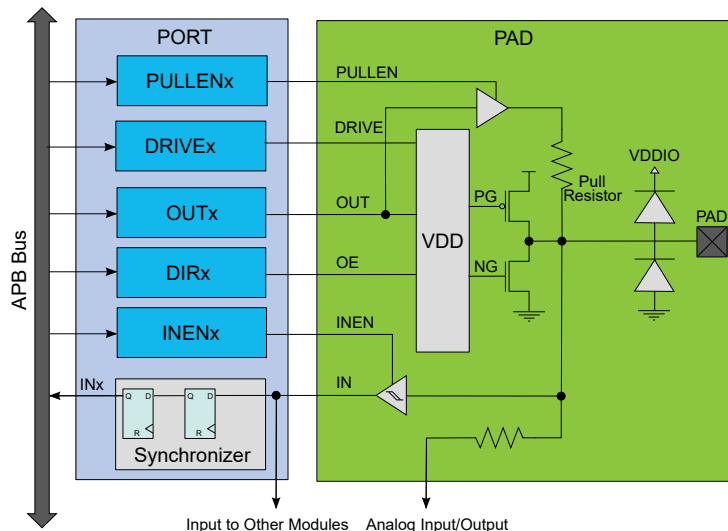 PORT
PAD
PULLENx
PULLEN
DRIVEx
DRIVE
VDDIO
Pull
Resistor
OUTx
OUT
PG
PAD
VDD
DIRx
OE
NG
APB Bus
INENx
INEN
INx
IN
Q D
R
Q D
R
Synchronizer
Input to Other Modules
Analog Input/Output